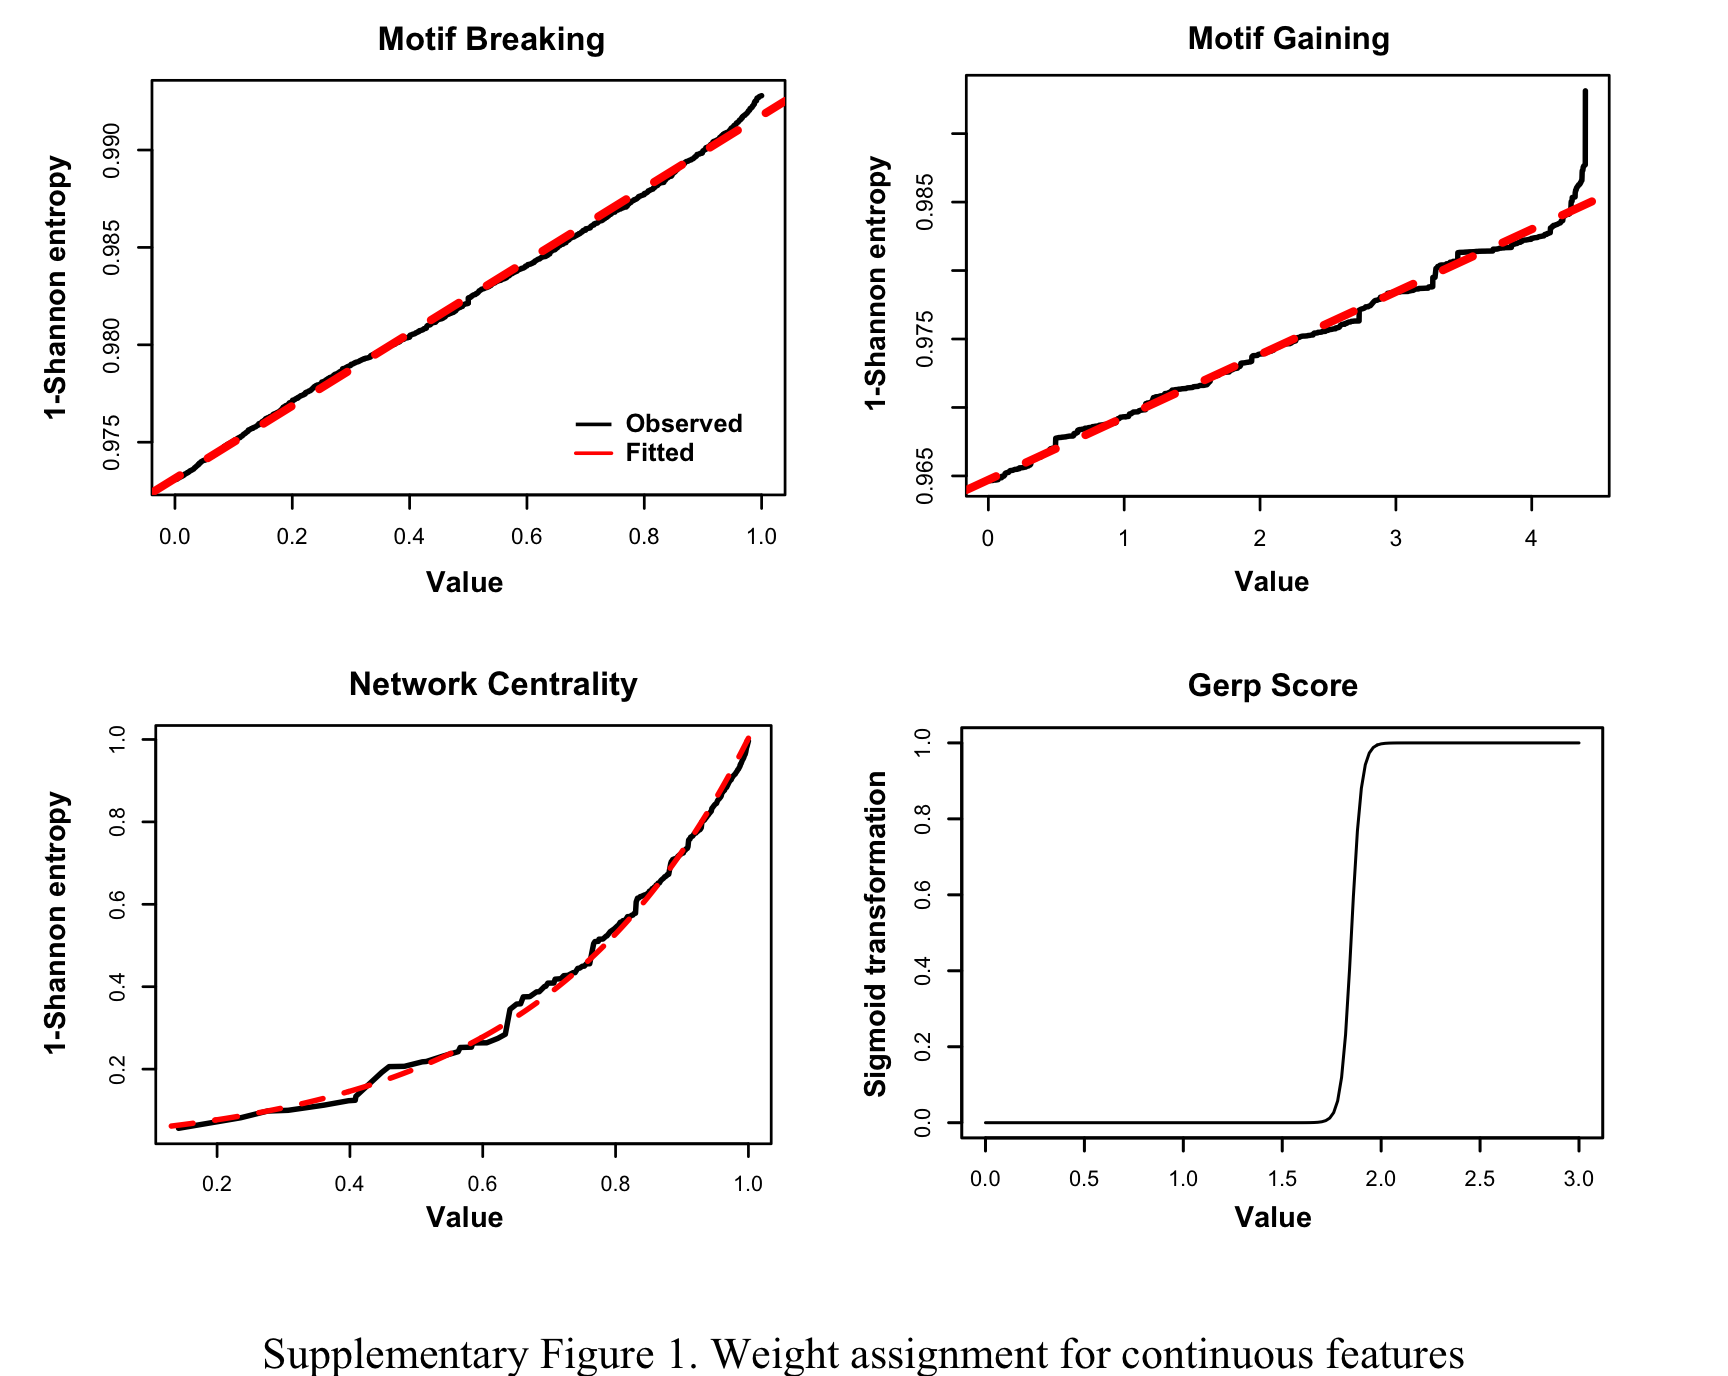 Motif Breaking
1-Shannon entropy
0.990
0.985
0.980
0.975
Observed
Fitted
0.0 0.2 0.4 0.6 0.8 1.0
Value
Motif Gaining
1-Shannon entropy
0.985
0.975
0.965
0 1 2 3 4
Value
Network Centrality
1-Shannon entropy
1.0
0.8
0.6
0.4
0.2
0.2 0.4 0.6 0.8 1.0
Value
Gerp Score
Sigmoid transformation
1.0
0.8
0.6
0.4
0.2
0.0
0.0 0.5 1.0 1.5 2.0 2.5 3.0
Value
Supplementary Figure 1. Weight assignment for continuous features